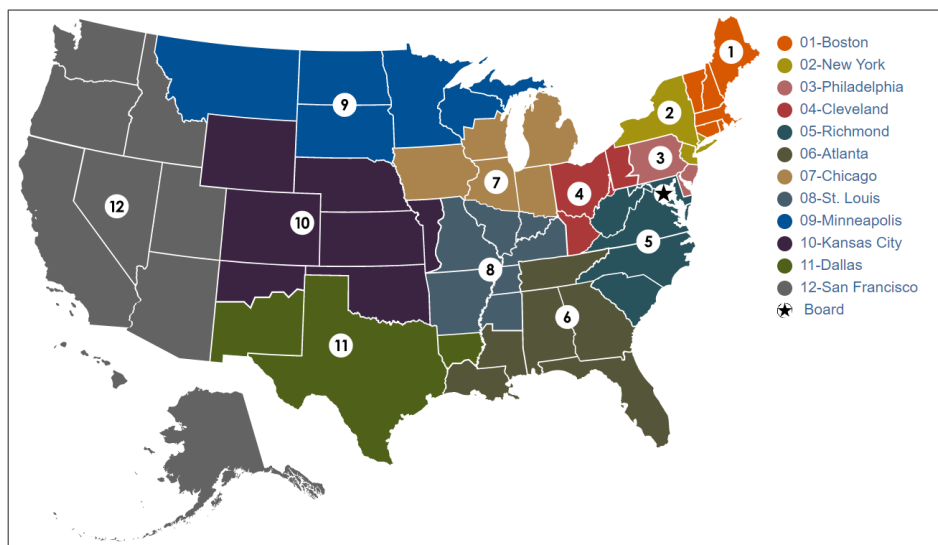 1
2
3
4
5
6
7
8
9
10
11
12
01-Boston
02-New York
03-Philadelphia
04-Cleveland
05-Richmond
06-Atlanta
07-Chicago
08-St. Louis
09-Minneapolis
10-Kansas City
11-Dallas
12-San Francisco
Board